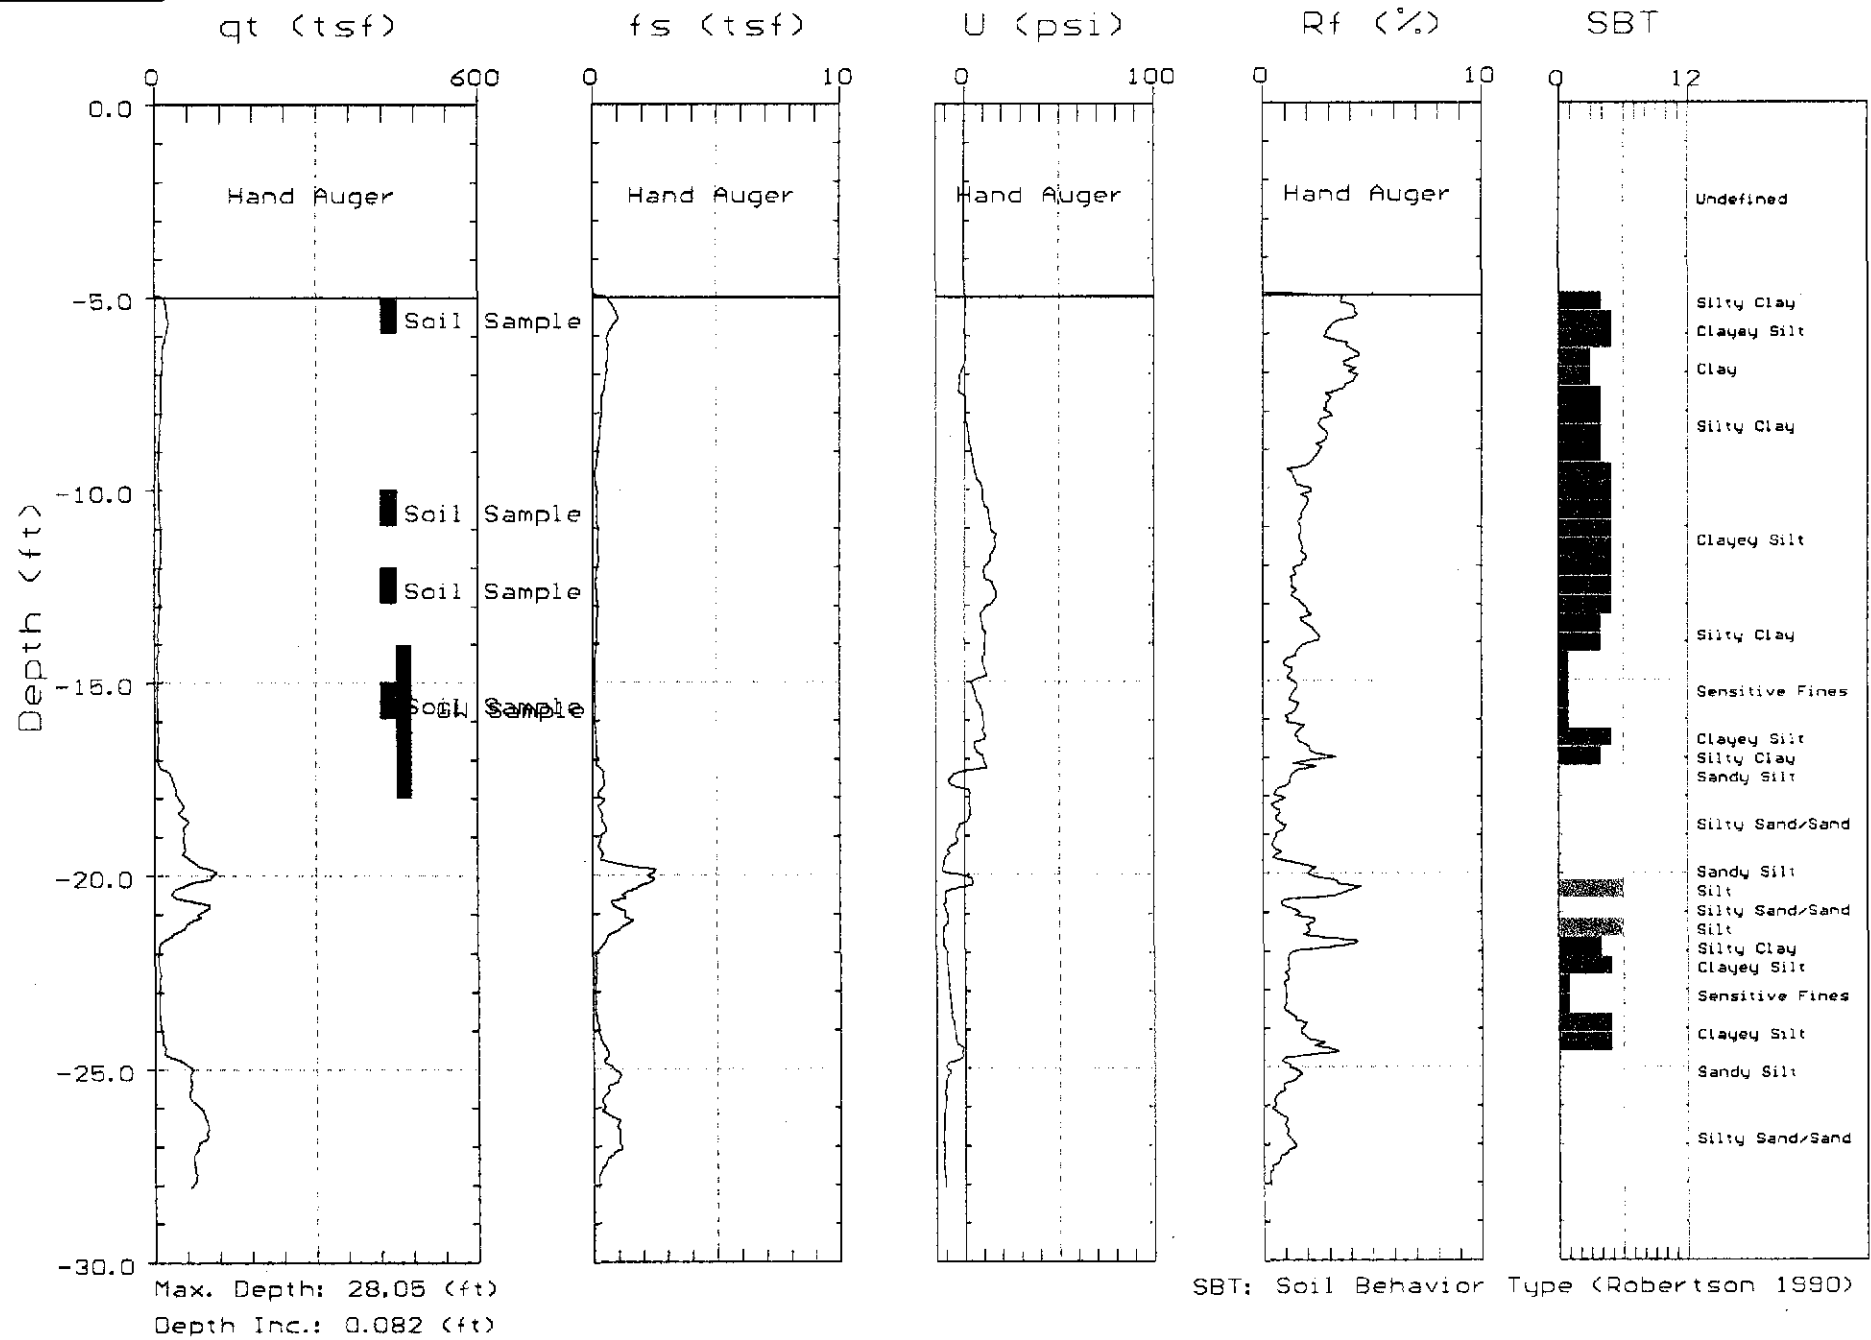 qt (tsf) fs (tsf) U (psi) Rf (%) SBT
0 600 0 10 0 100 0 10 0 12
0.0
Hand Auger Hand Auger Hand Auger Hand Auger Undefined
-5.0
Silty Clay
Soil Sample
Clayey Silt
Clay
Silty Clay
-10.0
Soil Sample
Clayey Silt
Soil Sample
Silty Clay
Depth (ft)
-15.0
Sensitive Fines
Soil Sample
GW Sample
Clayey Silt
Silty Clay
Sandy Silt
Silty Sand/Sand
-20.0
Sandy Silt
Silt
Silty Sand/Sand
Silt
Silty Clay
Clayey Silt
Sensitive Fines
Clayey Silt
-25.0
Sandy Silt
Silty Sand/Sand
-30.0
Max. Depth: 28.05 (ft)
SBT: Soil Behavior Type (Robertson 1990)
Depth Inc.: 0.082 (ft)